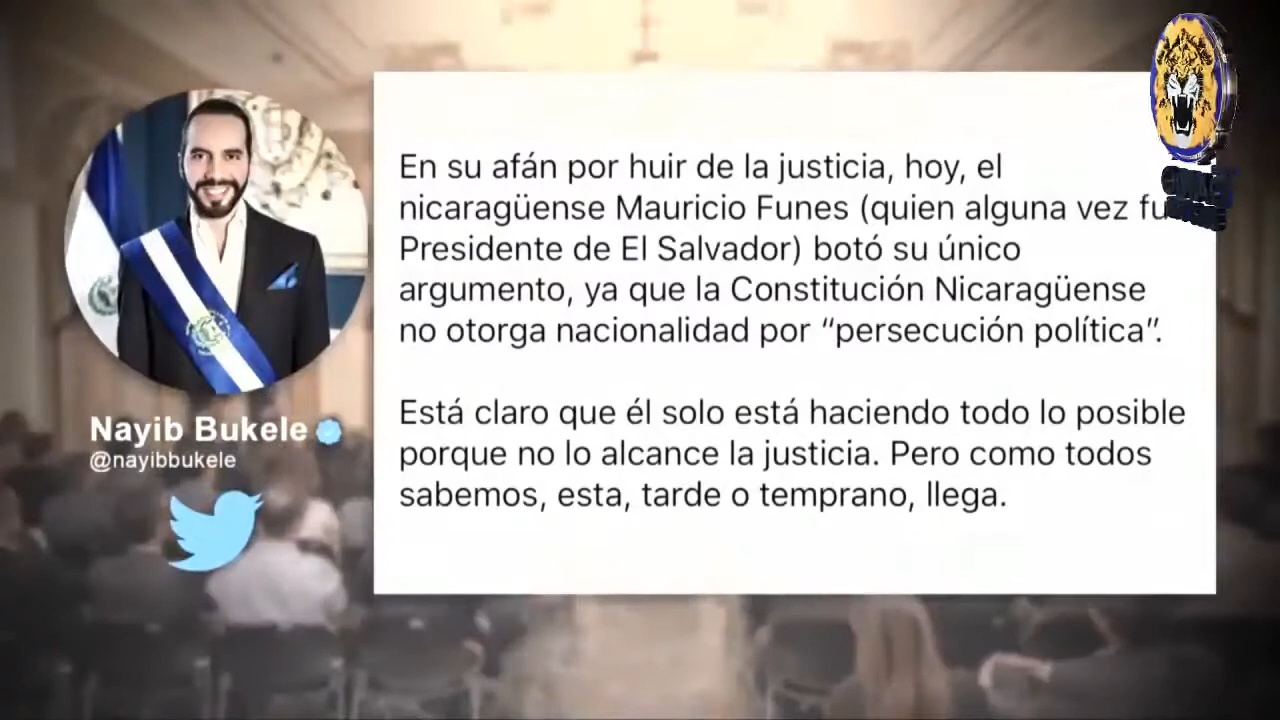 En su afán por huir de la justicia, hoy, el
nicaragüense Mauricio Funes (quien alguna vez fu
Presidente de El Salvador) botó su único
argumento, ya que la Constitución Nicaragüense
no otorga nacionalidad por “persecución política”.
Está claro que él solo está haciendo todo lo posible
porque no lo alcance la justicia. Pero como todos
sabemos, esta, tarde o temprano, llega.
Nayib Bukele
@nayibbukele